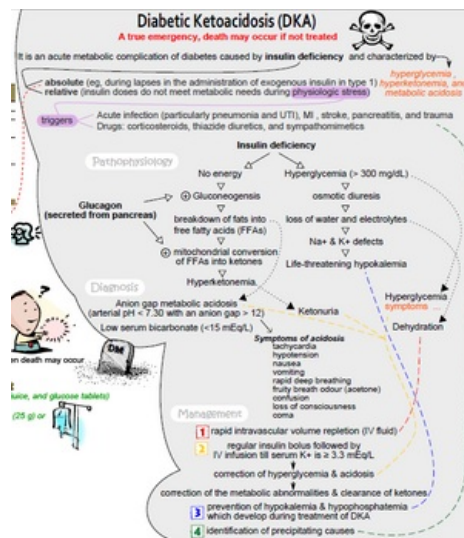 Diabetic Ketoacidosis (DKA)
A true emergency, death may occur if not treated
It is an acute metabolic complication of diabetes caused by insulin deficiency and characterized by
hyperglycemia,
hyperketonemia, and
metabolic acidosis
absolute (eg, during lapses in the administration of exogenous insulin in type 1)
relative (insulin doses do not meet metabolic needs during physiologic stress)
triggers
Acute infection (particularly pneumonia and UTI), MI , stroke, pancreatitis, and trauma
Drugs: corticosteroids, thiazide diuretics, and sympathomimetics
Pathophysiology
Insulin deficiency
No energy
Hyperglycemia (> 300 mg/dL)
Glucagon
(secreted from pancreas)
+ Gluconeogensis
osmotic diuresis
breakdown of fats into
free fatty acids (FFAs)
loss of water and electrolytes
+ mitochondrial conversion
of FFAs into ketones
Na+ & K+ defects
Hyperketonemia
Life-threatening hypokalemia
Diagnosis
Anion gap metabolic acidosis
(arterial pH < 7.30 with an anion gap > 12)
Ketonuria
Hyperglycemia
symptoms
Low serum bicarbonate (<15 mEq/L)
Dehydration
Symptoms of acidosis
tachycardia
hypotension
nausea
vomiting
rapid deep breathing
fruity breath odour (acetone)
confusion
loss of consciousness
coma
en death may occur
DM
uice, and glucose tablets)
(25 g) or
Management
1 rapid intravascular volume repletion (IV fluid)
2 regular insulin bolus followed by
IV infusion till serum K+ is ≥ 3.3 mEq/L
correction of hyperglycemia & acidosis
correction of the metabolic abnormalities & clearance of ketones
3 prevention of hypokalemia & hypophosphatemia
which develop during treatment of DKA
4 identification of precipitating causes